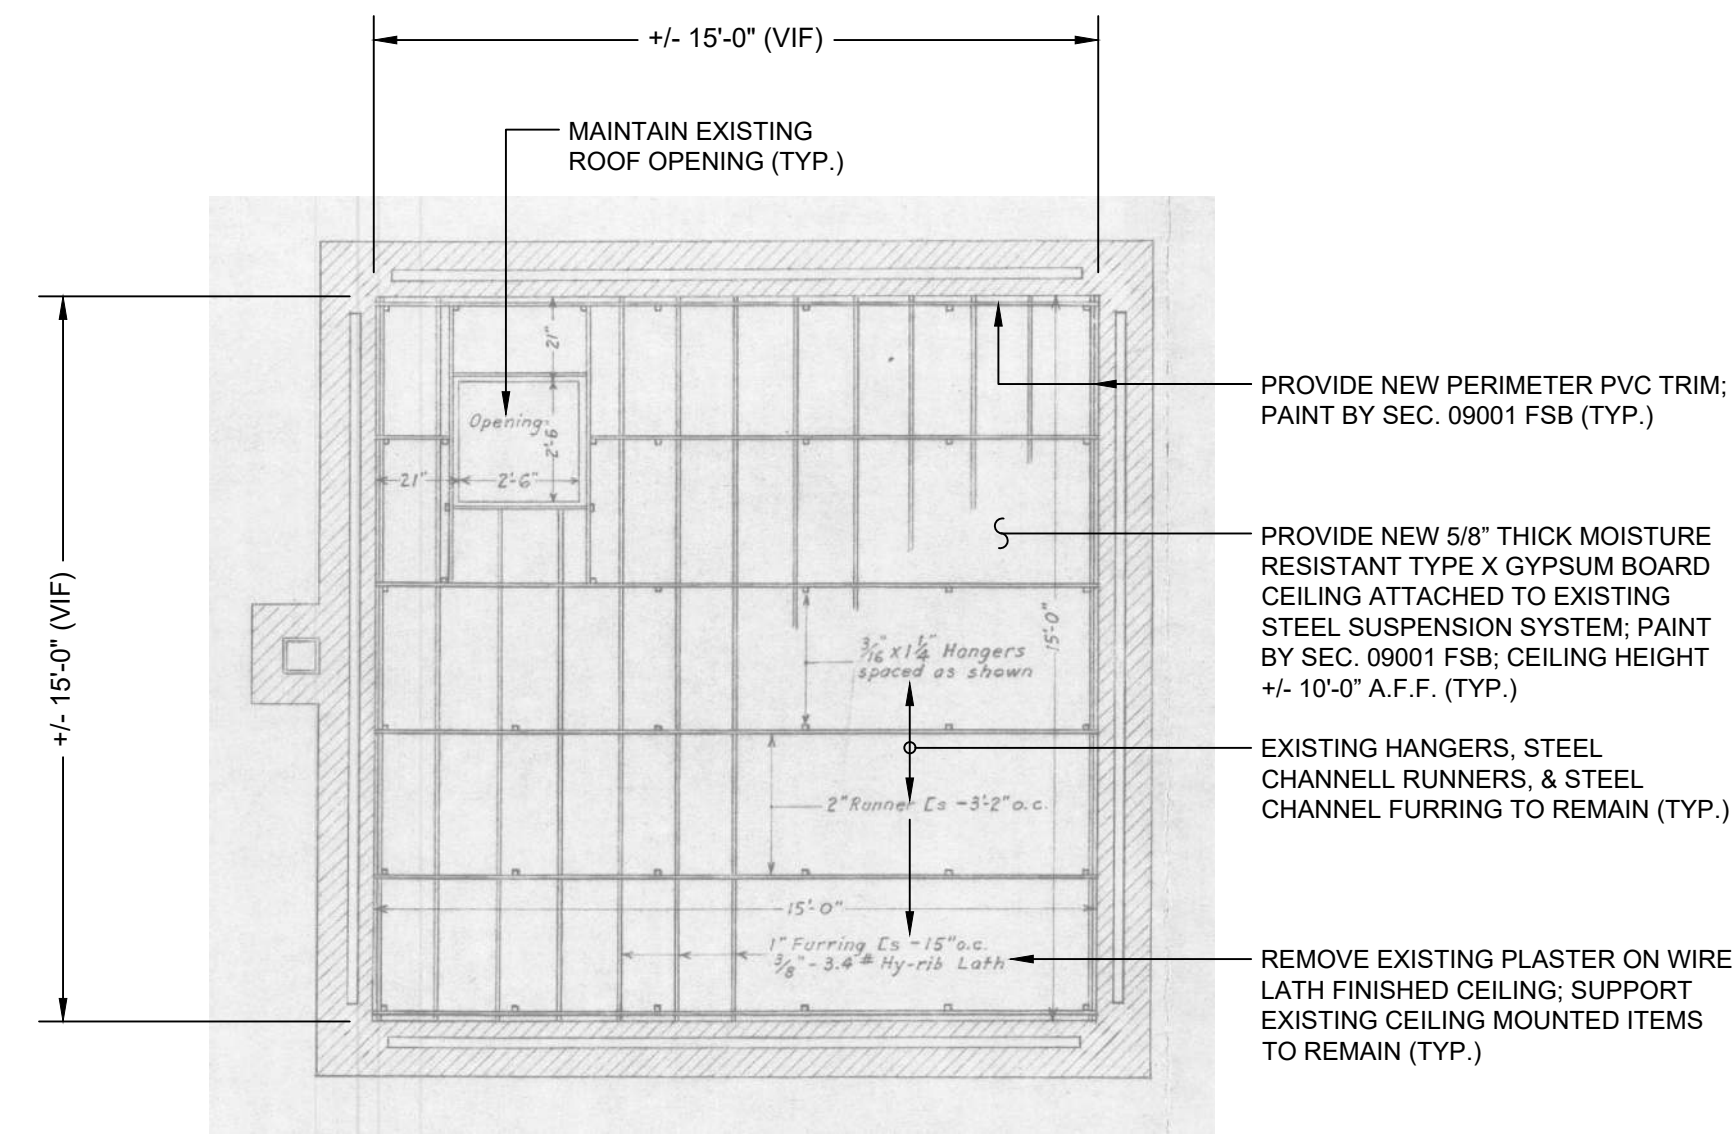 +/- 15'-0" (VIF)
MAINTAIN EXISTING
ROOF OPENING (TYP.)
+/- 15'-0" (VIF)
21"
Opening
2'-6"
21"
2'-6"
3/16" x 1 1/4" Hangers
spaced as shown
15'-0"
2" Runner [s - 3'-2" o.c.
15'-0"
1" Furring [s - 15" o.c.
3/8" - 3.4 # Hy-rib Lath
PROVIDE NEW PERIMETER PVC TRIM;
PAINT BY SEC. 09001 FSB (TYP.)
PROVIDE NEW 5/8” THICK MOISTURE
RESISTANT TYPE X GYPSUM BOARD
CEILING ATTACHED TO EXISTING
STEEL SUSPENSION SYSTEM; PAINT
BY SEC. 09001 FSB; CEILING HEIGHT
+/- 10'-0” A.F.F. (TYP.)
EXISTING HANGERS, STEEL
CHANNELL RUNNERS, & STEEL
CHANNEL FURRING TO REMAIN (TYP.)
REMOVE EXISTING PLASTER ON WIRE
LATH FINISHED CEILING; SUPPORT
EXISTING CEILING MOUNTED ITEMS
TO REMAIN (TYP.)